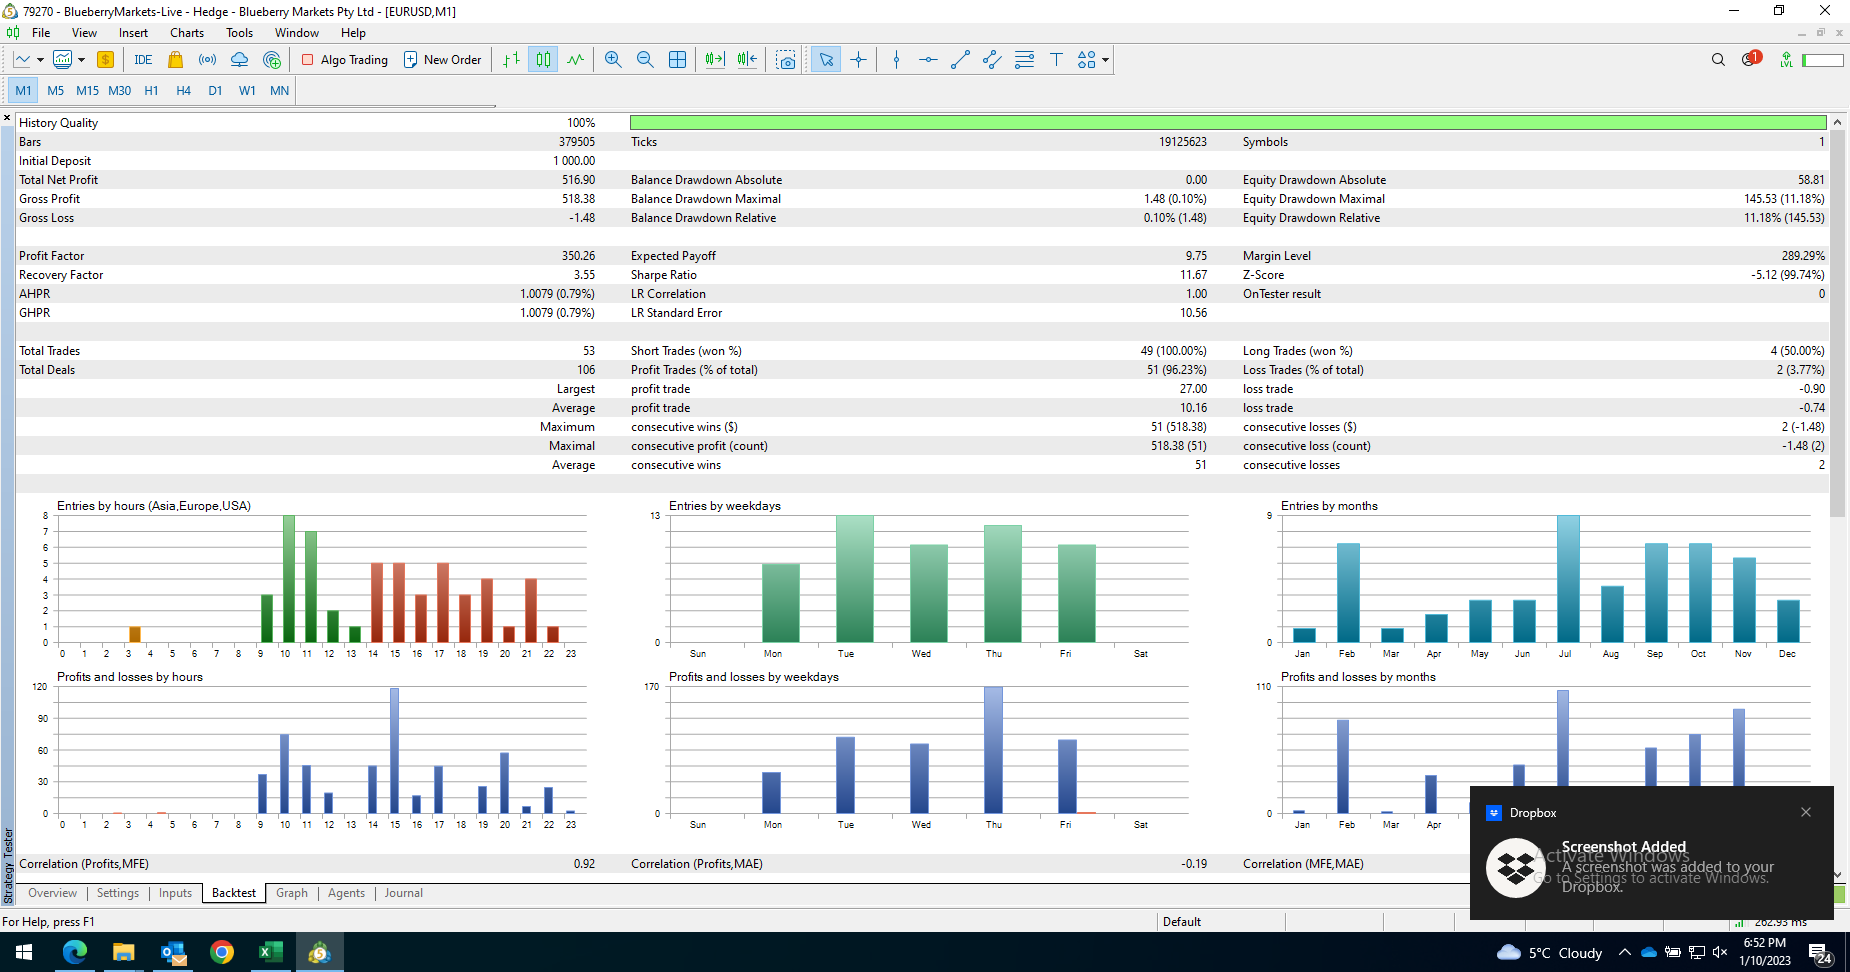 79270 - BlueberryMarkets-Live - Hedge - Blueberry Markets Pty Ltd - [EURUSD,M1]
File View Insert Charts Tools Window Help
IDE Algo Trading New Order 1 LVL
M1 M5 M15 M30 H1 H4 D1 W1 MN
History Quality 100%
Bars 379505 Ticks 19125623 Symbols 1
Initial Deposit 1 000.00
Total Net Profit 516.90 Balance Drawdown Absolute 0.00 Equity Drawdown Absolute 58.81
Gross Profit 518.38 Balance Drawdown Maximal 1.48 (0.10%) Equity Drawdown Maximal 145.53 (11.18%)
Gross Loss -1.48 Balance Drawdown Relative 0.10% (1.48) Equity Drawdown Relative 11.18% (145.53)
Profit Factor 350.26 Expected Payoff 9.75 Margin Level 289.29%
Recovery Factor 3.55 Sharpe Ratio 11.67 Z-Score -5.12 (99.74%)
AHPR 1.0079 (0.79%) LR Correlation 1.00 OnTester result 0
GHPR 1.0079 (0.79%) LR Standard Error 10.56
Total Trades 53 Short Trades (won %) 49 (100.00%) Long Trades (won %) 4 (50.00%)
Total Deals 106 Profit Trades (% of total) 51 (96.23%) Loss Trades (% of total) 2 (3.77%)
Largest profit trade 27.00 loss trade -0.90
Average profit trade 10.16 loss trade -0.74
Maximum consecutive wins ($) 51 (518.38) consecutive losses ($) 2 (-1.48)
Maximal consecutive profit (count) 518.38 (51) consecutive loss (count) -1.48 (2)
Average consecutive wins 51 consecutive losses 2
Entries by hours (Asia,Europe,USA)
8
7
6
5
4
3
2
1
0
0 1 2 3 4 5 6 7 8 9 10 11 12 13 14 15 16 17 18 19 20 21 22 23
Entries by weekdays
13
0
Sun Mon Tue Wed Thu Fri Sat
Entries by months
9
0
Jan Feb Mar Apr May Jun Jul Aug Sep Oct Nov Dec
Profits and losses by hours
120
90
60
30
0
0 1 2 3 4 5 6 7 8 9 10 11 12 13 14 15 16 17 18 19 20 21 22 23
Profits and losses by weekdays
170
0
Sun Mon Tue Wed Thu Fri Sat
Profits and losses by months
110
0
Jan Feb Mar Apr
Correlation (Profits,MFE) 0.92 Correlation (Profits,MAE) -0.19 Correlation (MFE,MAE)
Strategy Tester
Overview Settings Inputs Backtest Graph Agents Journal
For Help, press F1 Default 262.93 ms
Dropbox
Screenshot Added
A screenshot was added to your
Dropbox.
Activate Windows
Go to Settings to activate Windows.
5°C Cloudy
6:52 PM
1/10/2023
24